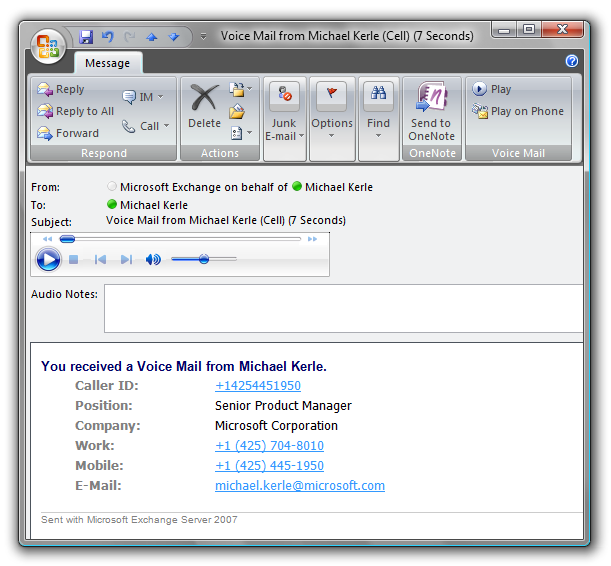 Voice Mail from Michael Kerle (Cell) (7 Seconds)
Message
Reply
Reply to All
Forward
IM
Call
Respond
Delete
Actions
Junk
E-mail
Options
Find
Send to
OneNote
OneNote
Play
Play on Phone
Voice Mail
From: Microsoft Exchange on behalf of Michael Kerle
To: Michael Kerle
Subject: Voice Mail from Michael Kerle (Cell) (7 Seconds)
Audio Notes:
You received a Voice Mail from Michael Kerle.
Caller ID: +14254451950
Position: Senior Product Manager
Company: Microsoft Corporation
Work: +1 (425) 704-8010
Mobile: +1 (425) 445-1950
E-Mail: michael.kerle@microsoft.com
Sent with Microsoft Exchange Server 2007